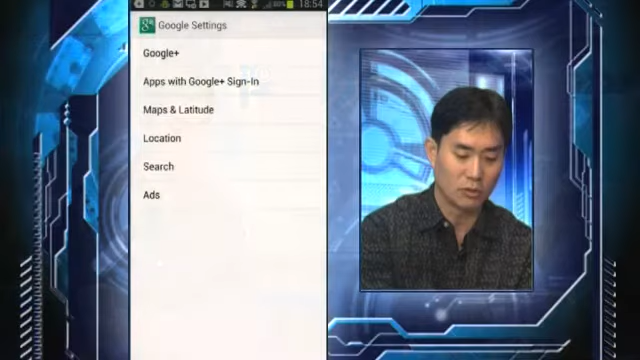 18:54
Google Settings
Google+
Apps with Google+ Sign-In
Maps & Latitude
Location
Search
Ads